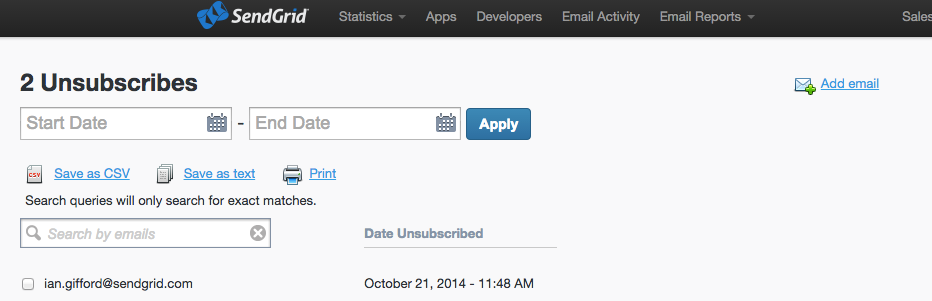 SendGrid Statistics Apps Developers Email Activity Email Reports Sales
2 Unsubscribes
Add email
Start Date - End Date Apply
CSV Save as CSV Save as text Print
Search queries will only search for exact matches.
Search by emails Date Unsubscribed
ian.gifford@sendgrid.com October 21, 2014 - 11:48 AM